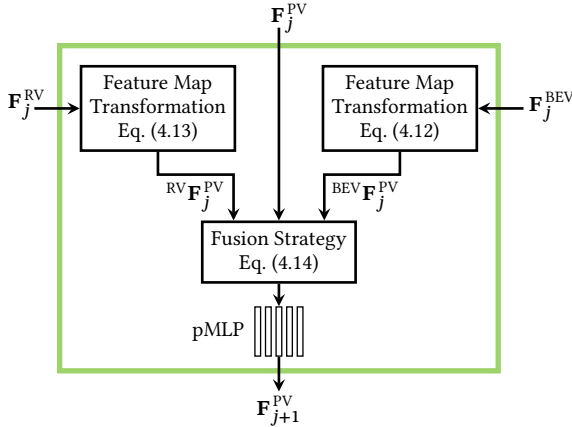 F_j^PV
F_j^RV
Feature Map
Transformation
Eq. (4.13)
Feature Map
Transformation
Eq. (4.12)
F_j^BEV
^RV F_j^PV
^BEV F_j^PV
Fusion Strategy
Eq. (4.14)
pMLP
F_{j+1}^PV